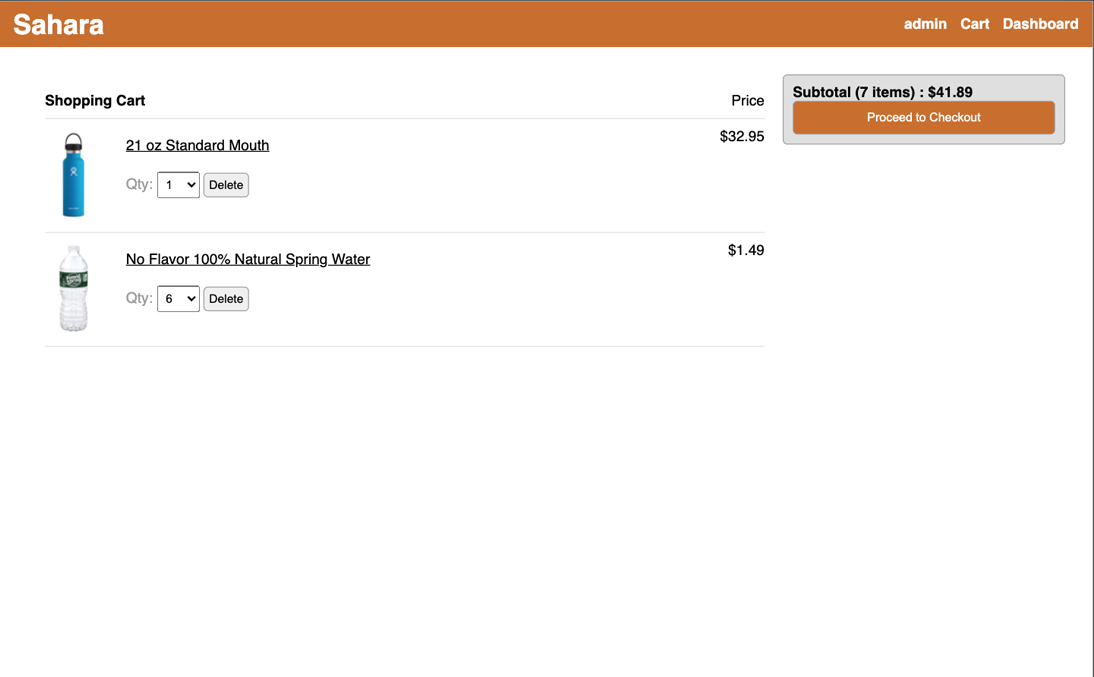 Sahara
admin Cart Dashboard
Shopping Cart
Price
21 oz Standard Mouth
$32.95
Qty: 1 Delete
No Flavor 100% Natural Spring Water
$1.49
Qty: 6 Delete
Subtotal (7 items) : $41.89
Proceed to Checkout